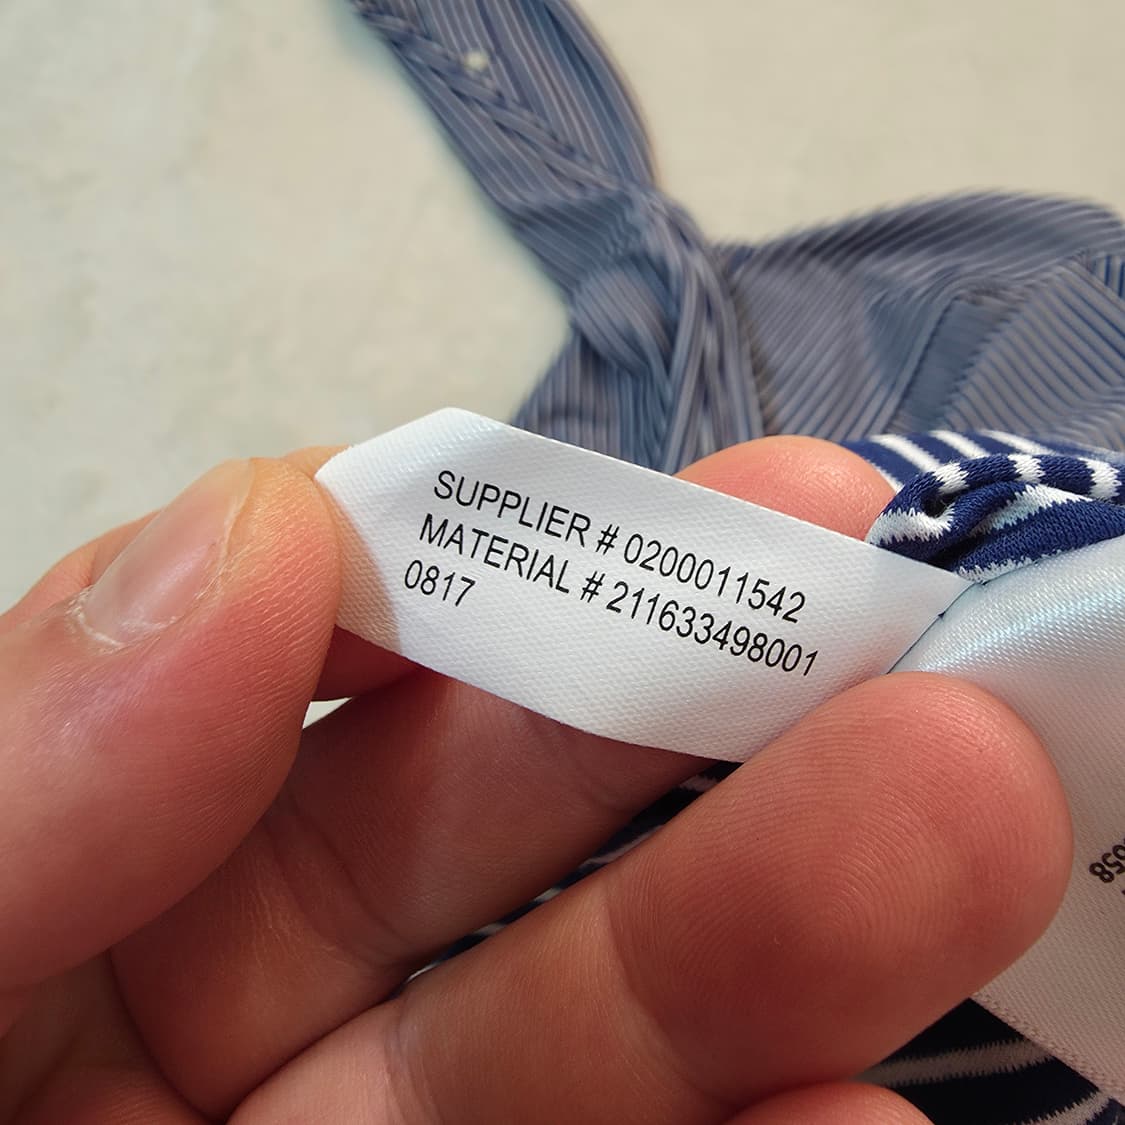 SUPPLIER # 0200011542
MATERIAL # 211633498001
0817